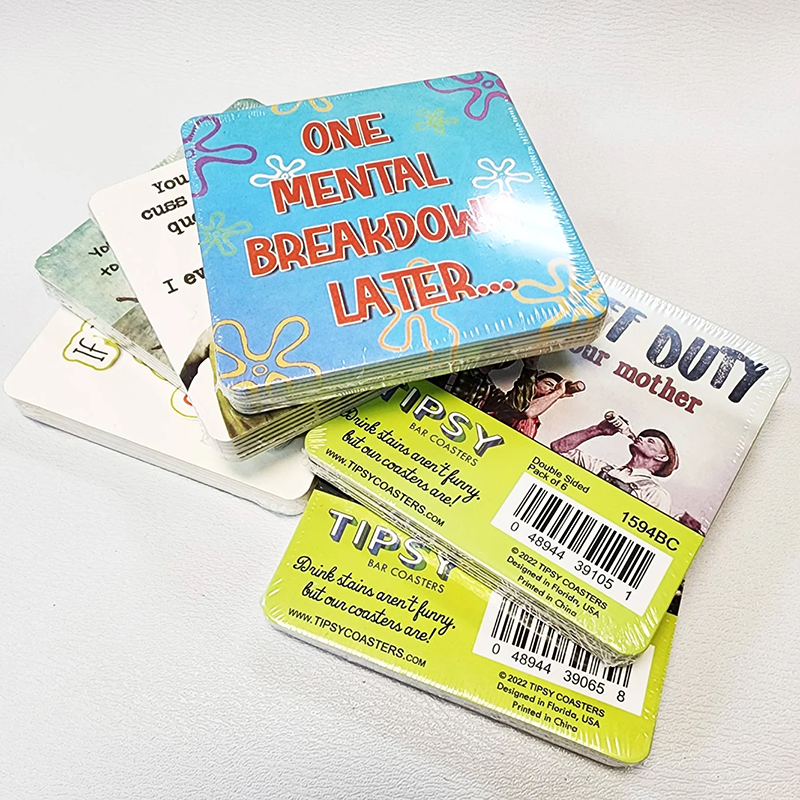 ONE
MENTAL
BREAKDOWN
LATER...
You
cuss
I
IF
OFF DUTY
mother
TIPSY
BAR COASTERS
Drink stains aren't funny,
but our coasters are!
www.TIPSYCOASTERS.COM
Double Sided
Pack of 6
1594BC
0 48944 39105 1
© 2022 TIPSY COASTERS
Designed in Florida, USA
Printed in China
TIPSY
BAR COASTERS
Drink stains aren't funny,
but our coasters are!
www.TIPSYCOASTERS.COM
0 48944 39065 8
© 2022 TIPSY COASTERS
Designed in Florida, USA
Printed in China